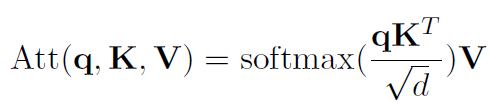 Att(q, K, V) = softmax(qK^T / √d)V